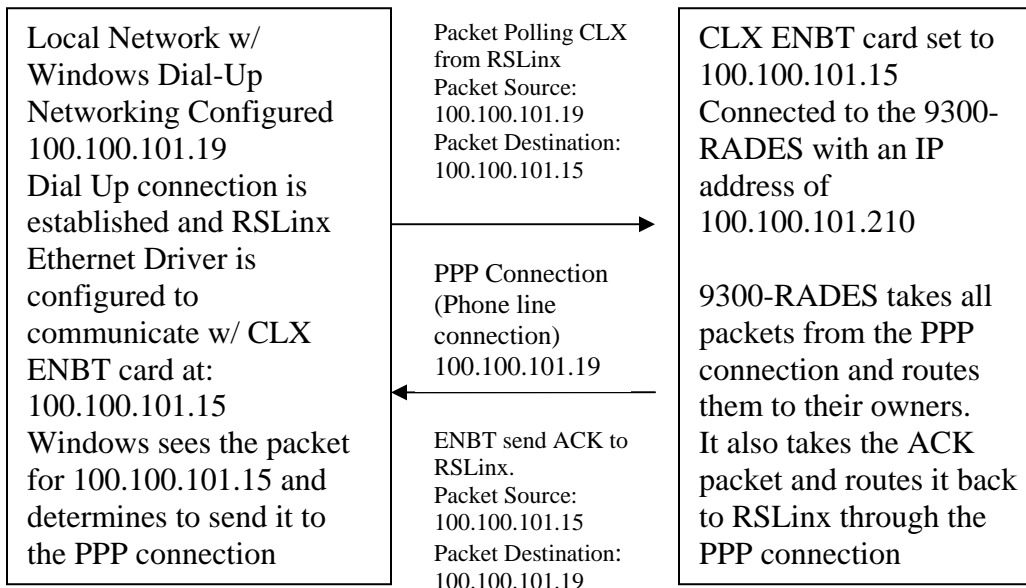 Local Network w/
Windows Dial-Up
Networking Configured
100.100.101.19
Dial Up connection is
established and RSLinx
Ethernet Driver is
configured to
communicate w/ CLX
ENBT card at:
100.100.101.15
Windows sees the packet
for 100.100.101.15 and
determines to send it to
the PPP connection
Packet Polling CLX
from RSLinx
Packet Source:
100.100.101.19
Packet Destination:
100.100.101.15
PPP Connection
(Phone line
connection)
100.100.101.19
ENBT send ACK to
RSLinx.
Packet Source:
100.100.101.15
Packet Destination:
100.100.101.19
CLX ENBT card set to
100.100.101.15
Connected to the 9300-
RADES with an IP
address of
100.100.101.210
9300-RADES takes all
packets from the PPP
connection and routes
them to their owners.
It also takes the ACK
packet and routes it back
to RSLinx through the
PPP connection